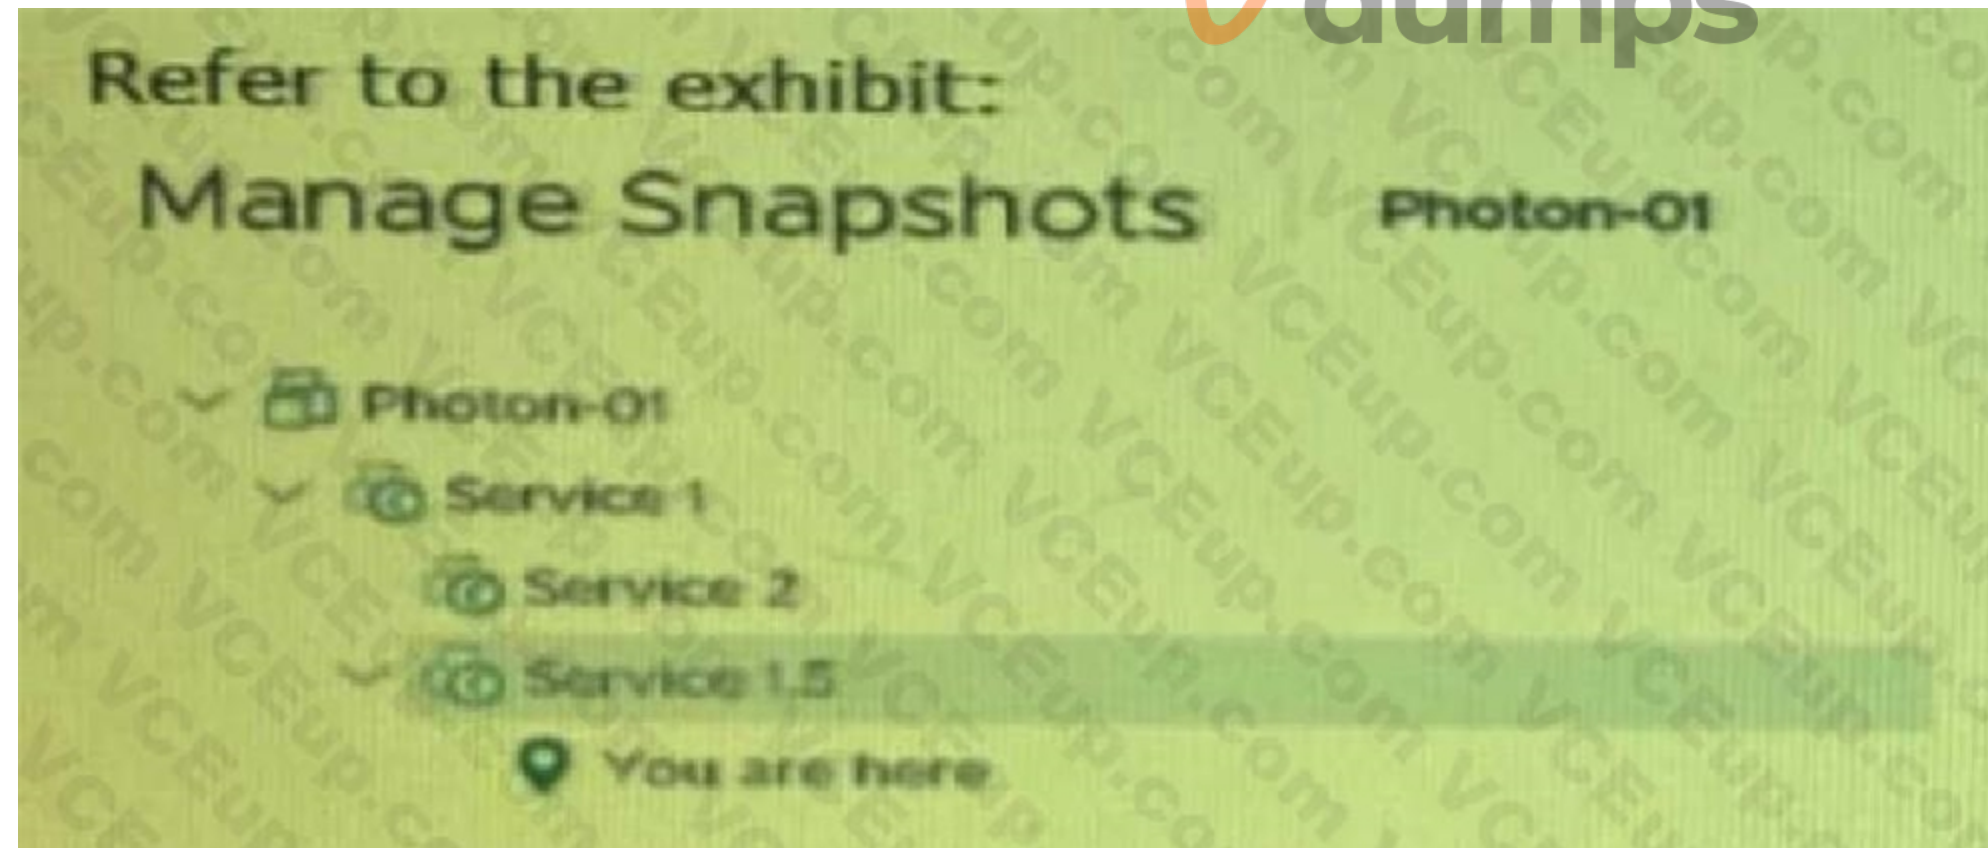 dumps
Refer to the exhibit:
Manage Snapshots Photon-01
Photon-01
Service 1
Service 2
Service 1.5
You are here